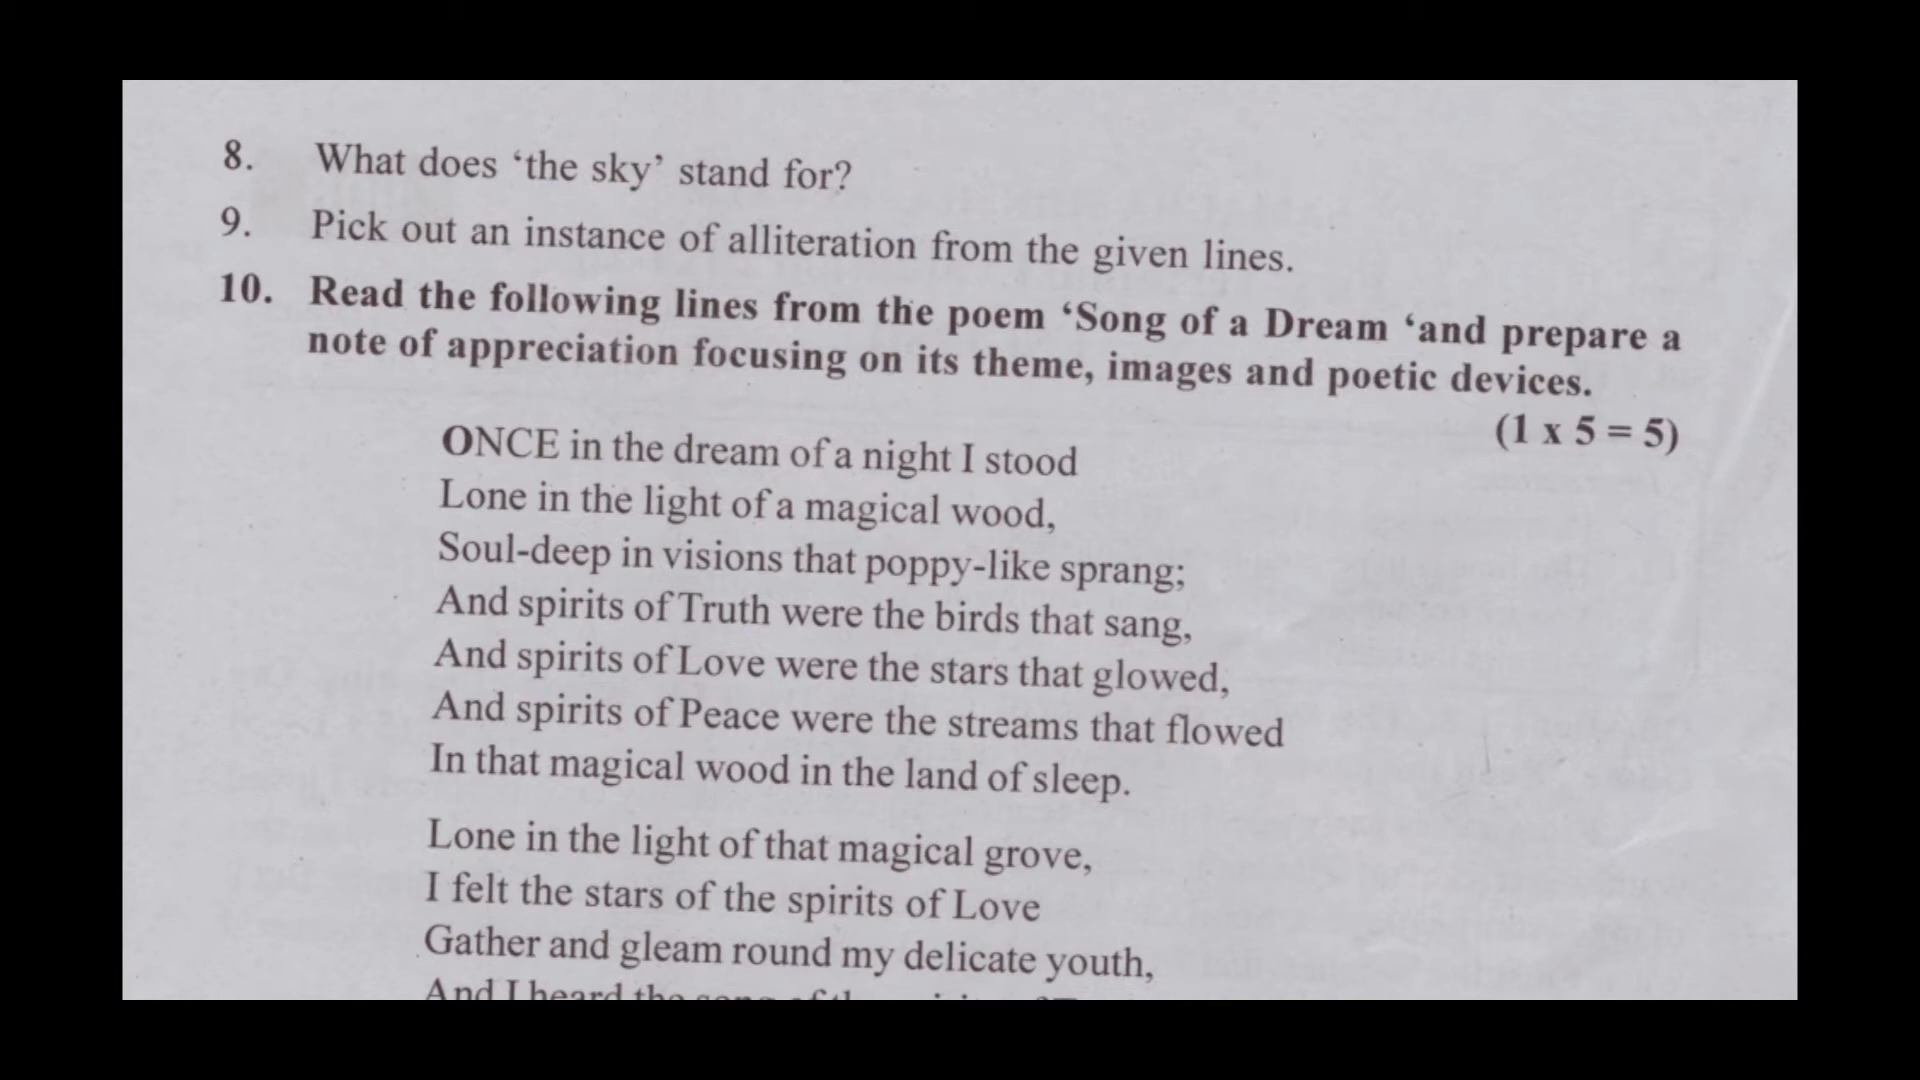 8. What does ‘the sky’ stand for?
9. Pick out an instance of alliteration from the given lines.
10. Read the following lines from the poem ‘Song of a Dream ‘and prepare a
note of appreciation focusing on its theme, images and poetic devices.
(1 x 5 = 5)
ONCE in the dream of a night I stood
Lone in the light of a magical wood,
Soul-deep in visions that poppy-like sprang;
And spirits of Truth were the birds that sang,
And spirits of Love were the stars that glowed,
And spirits of Peace were the streams that flowed
In that magical wood in the land of sleep.
Lone in the light of that magical grove,
I felt the stars of the spirits of Love
Gather and gleam round my delicate youth,
And I heard the song of the